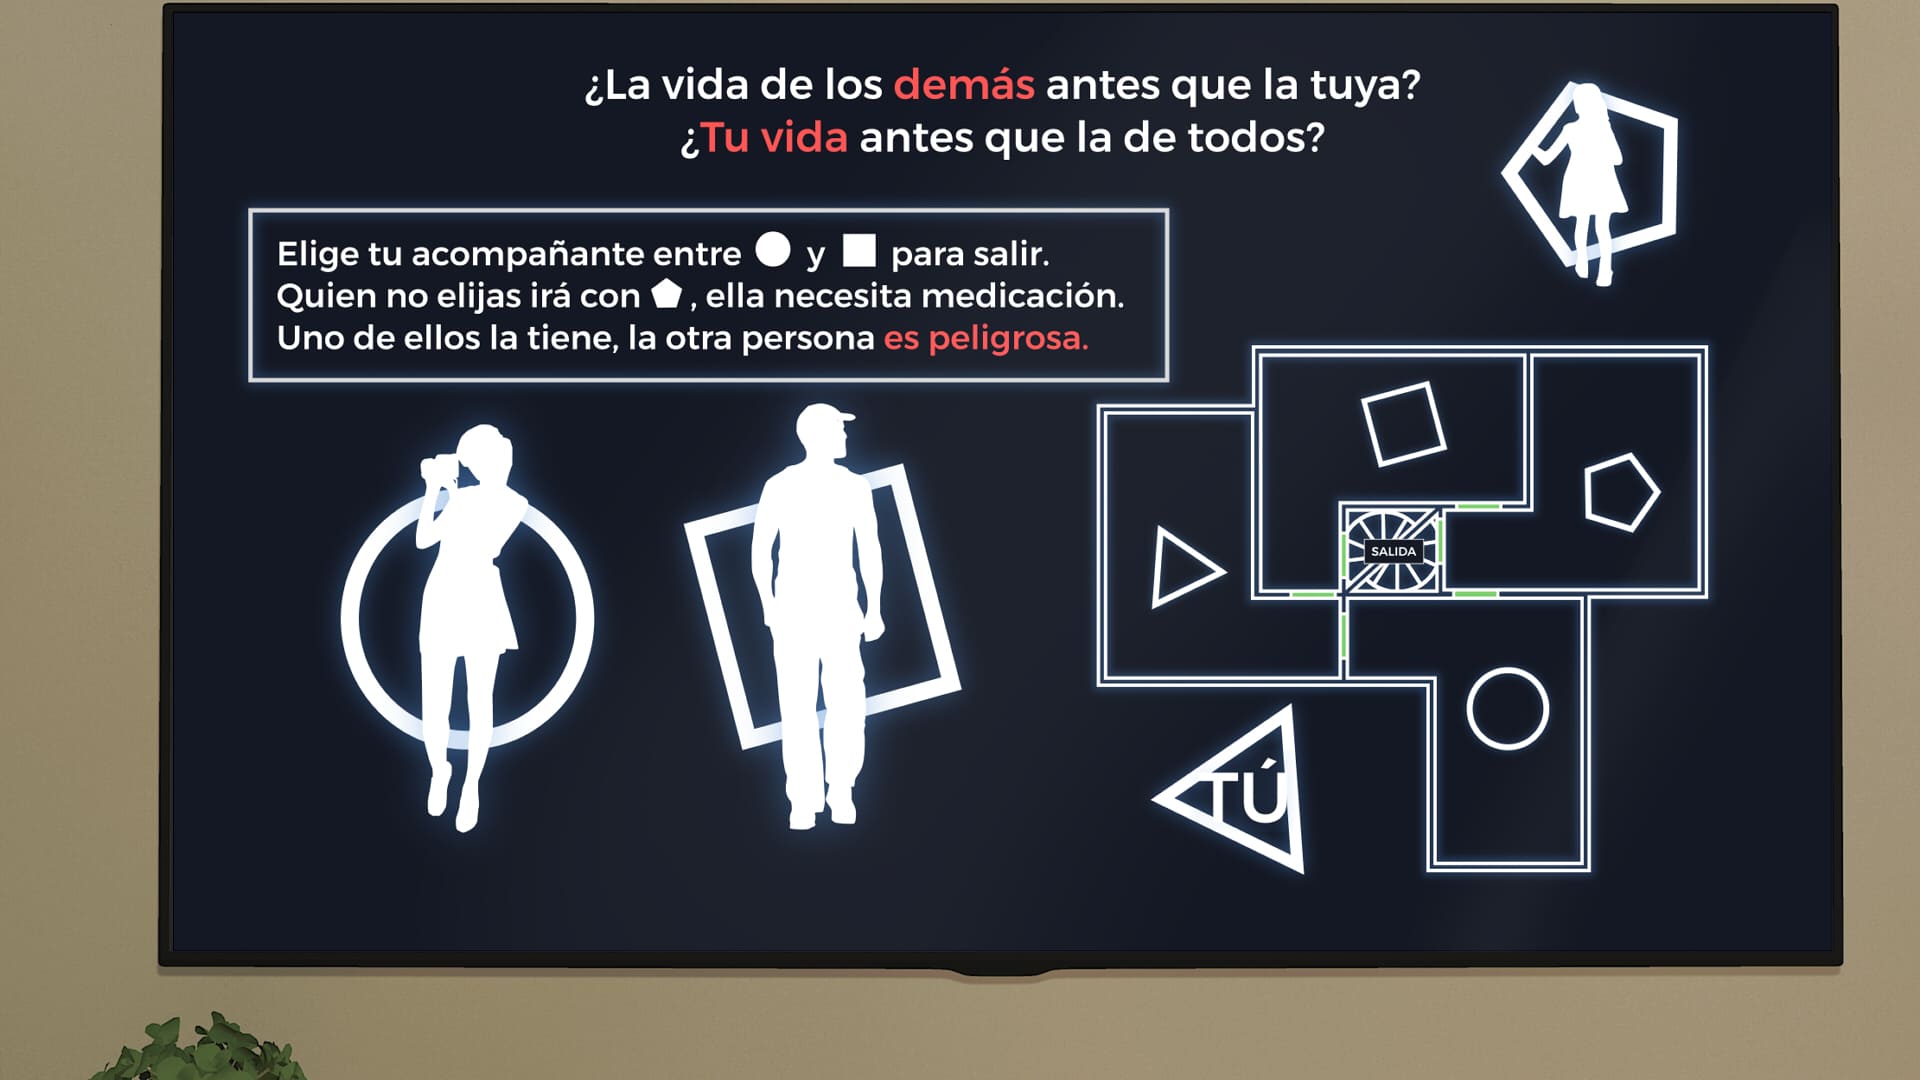 ¿La vida de los demás antes que la tuya?
¿Tu vida antes que la de todos?
Elige tu acompañante entre y para salir.
Quien no elijas irá con , ella necesita medicación.
Uno de ellos la tiene, la otra persona es peligrosa.
SALIDA
TÚ